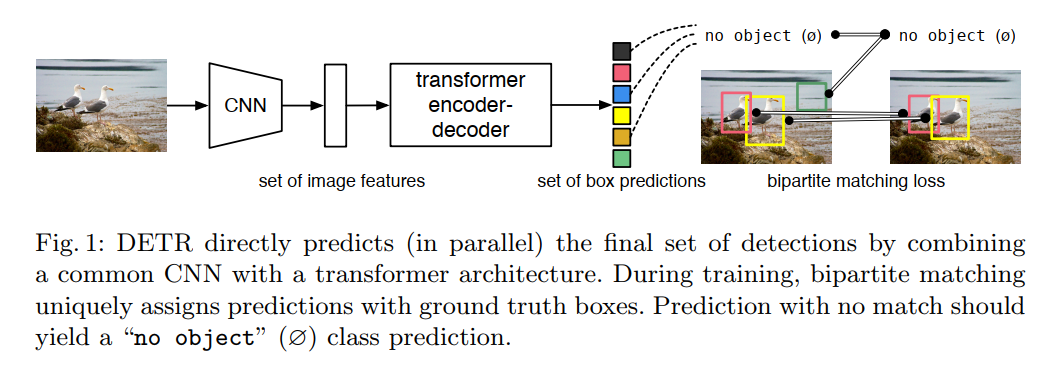 no object (ø)
no object (ø)
CNN
transformer
encoder-
decoder
set of image features
set of box predictions
bipartite matching loss
Fig. 1: DETR directly predicts (in parallel) the final set of detections by combining
a common CNN with a transformer architecture. During training, bipartite matching
uniquely assigns predictions with ground truth boxes. Prediction with no match should
yield a “no object” (∅) class prediction.